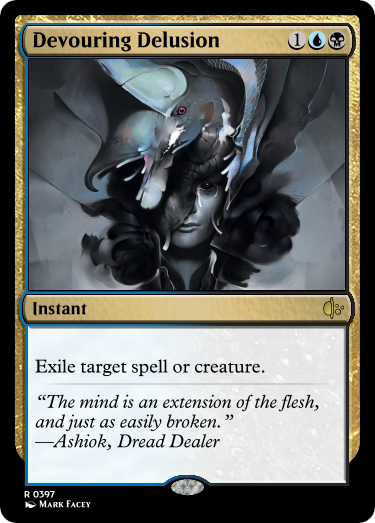 Devouring Delusion 1
Instant
Exile target spell or creature.
“The mind is an extension of the flesh,
and just as easily broken.”
—Ashiok, Dread Dealer
R 0397
Mark Facey